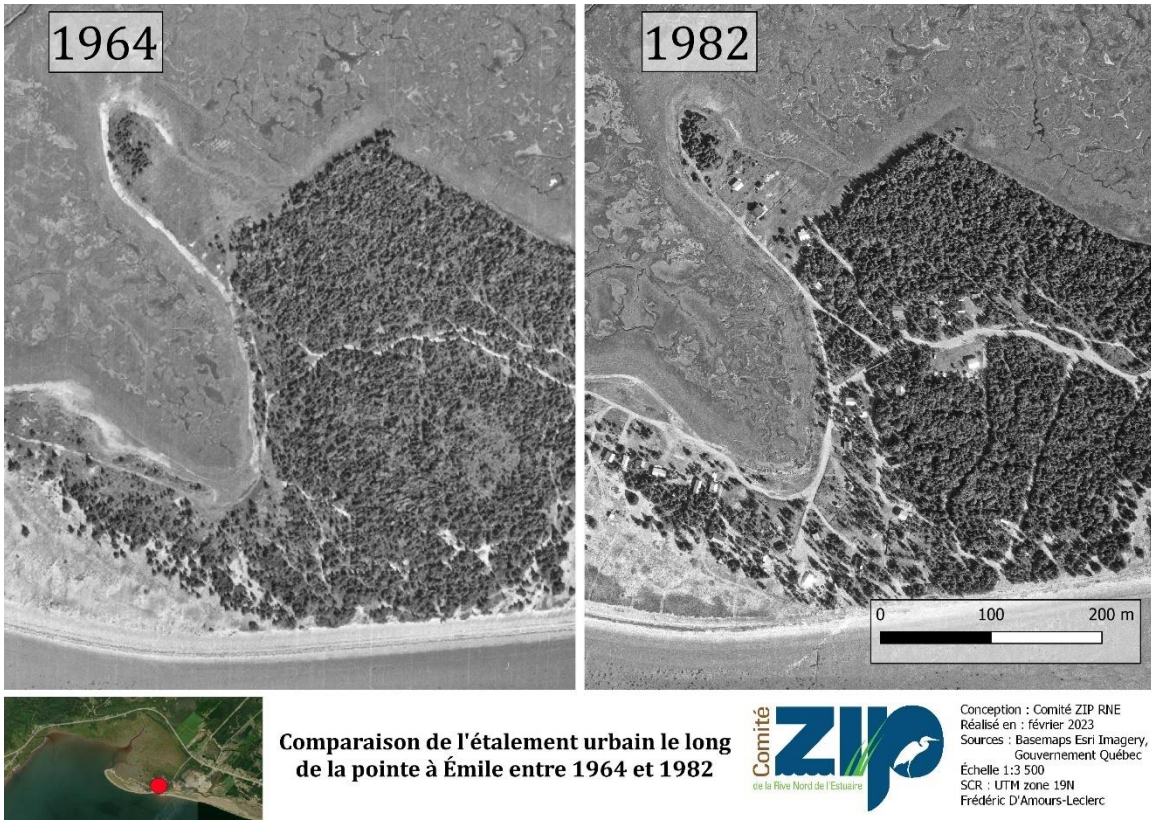 1964
1982
0 100 200 m
Comparaison de l'étalement urbain le long
de la pointe à Émile entre 1964 et 1982
Comité
ZIP
de la Rive Nord de l'Estuaire
Conception : Comité ZIP RNE
Réalisé en : février 2023
Sources : Basemaps Esri Imagery,
Gouvernement Québec
Échelle 1:3 500
SCR : UTM zone 19N
Frédéric D'Amours-Leclerc